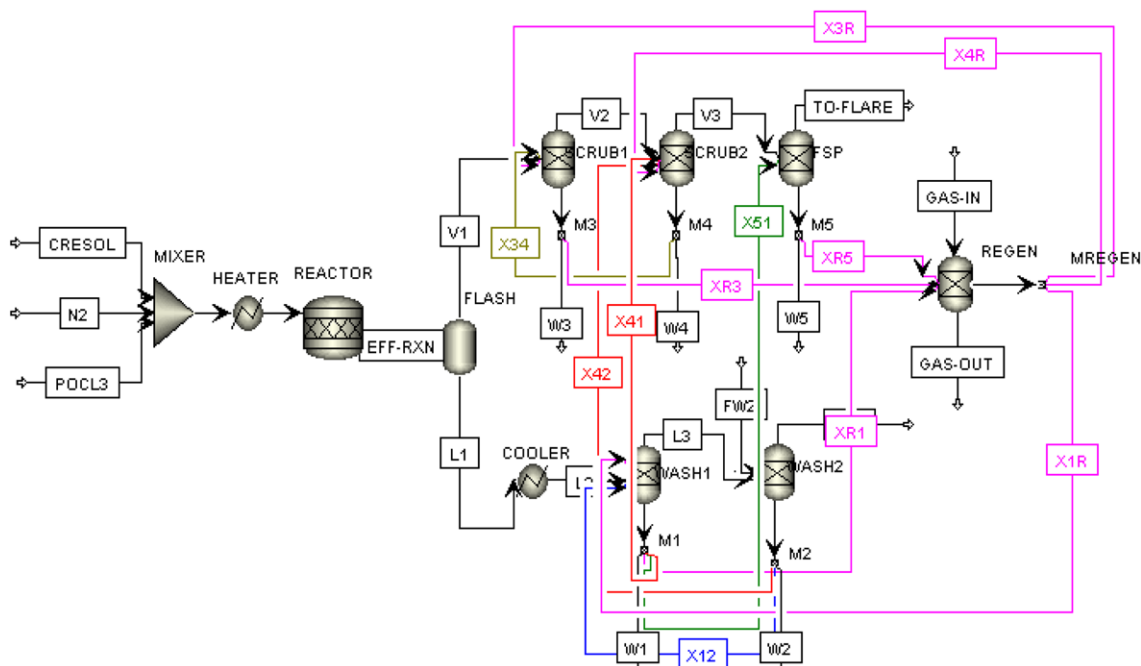 X3R
X4R
V2
V3
TO-FLARE
SCRUB1
SCRUB2
FSP
GAS-IN
CRESOL
MIXER
HEATER
REACTOR
V1
X34
M3
M4
X51
M5
XR5
REGEN
MREGEN
N2
FLASH
XR3
EFF-RXN
W3
X41
W4
W5
GAS-OUT
POCL3
X42
FW2
L1
COOLER
L3
XR1
X1R
WASH1
WASH2
M1
M2
W1
X12
W2